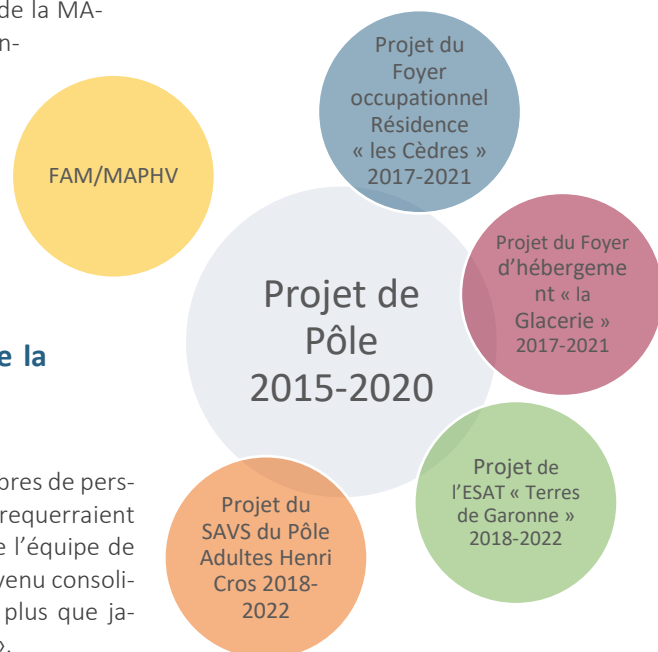 de la MA-
n-
Projet du
Foyer
occupationnel
Résidence
« les Cèdres »
2017-2021
FAM/MAPHV
Projet du Foyer
d'hébergeme
nt « la
Glacerie »
2017-2021
Projet de
Pôle
2015-2020
e la
Projet de
l'ESAT « Terres
de Garonne »
2018-2022
Projet du
SAVS du Pôle
Adultes Henri
Cros 2018-
2022
bres de pers-
requerraient
e l'équipe de
venu consoli-
plus que ja-
».